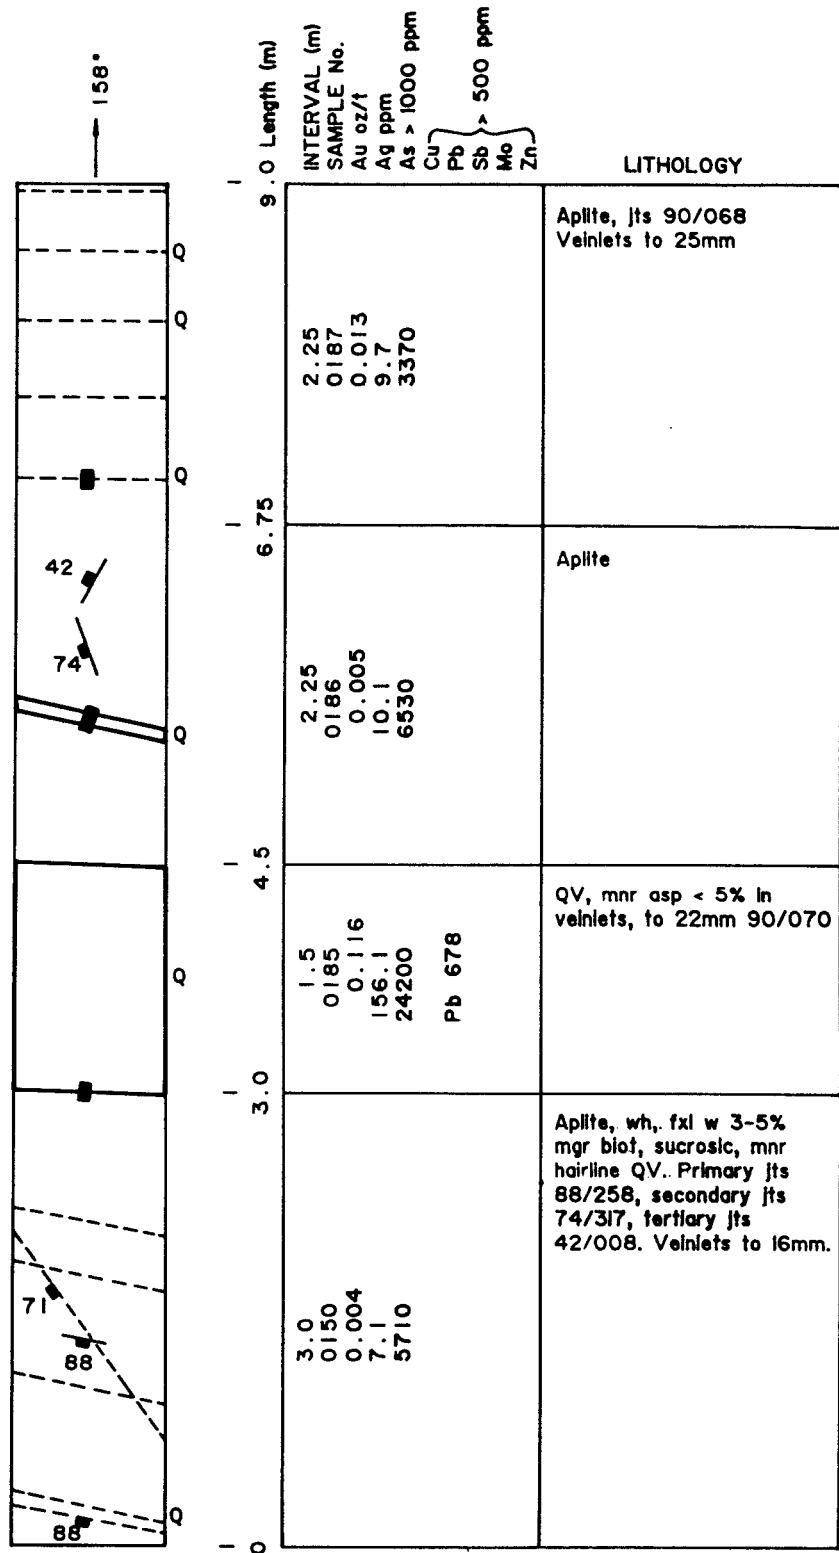 158°
9.0 Length (m)
INTERVAL (m)
SAMPLE No.
Au oz/t
Ag ppm
As > 1000 ppm
Cu
Pb
Sb
Mo
Zn
> 500 ppm
LITHOLOGY
Q
Q
Q
2.25
0187
0.013
9.7
3370
Aplite, jts 90/068
Veinlets to 25mm
6.75
42
74
Q
2.25
0186
0.005
10.1
6530
Aplite
4.5
Q
1.5
0185
0.116
156.1
24200
Pb 678
QV, mnr asp < 5% in
veinlets, to 22mm 90/070
3.0
71
88
Q
88
3.0
0150
0.004
7.1
5710
Aplite, wh, fxl w 3-5%
mgr biot, sucrosic, mnr
hairline QV. Primary jts
88/258, secondary jts
74/317, tertiary jts
42/008. Veinlets to 16mm.
0